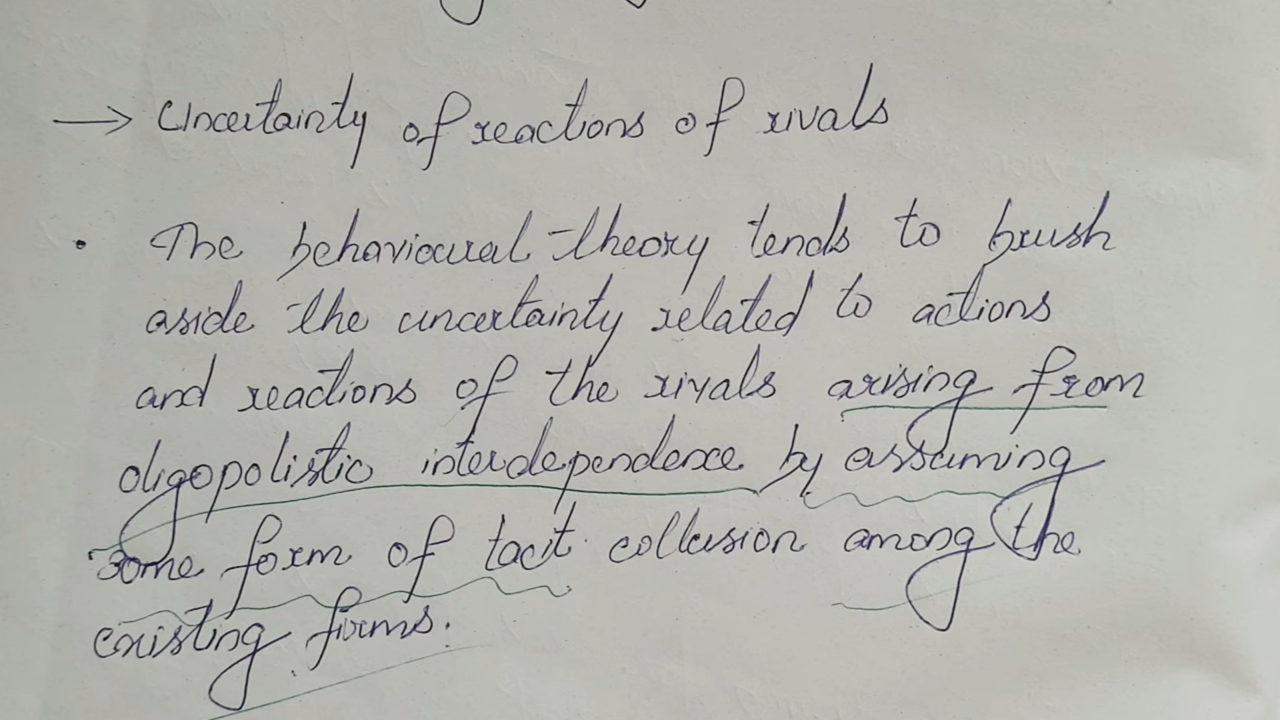 → Uncertainty of reactions of rivals
• The behavioural theory tends to brush
aside the uncertainty related to actions
and reactions of the rivals arising from
oligopolistic interdependence by assuming
some form of tacit collusion among the
existing firms.